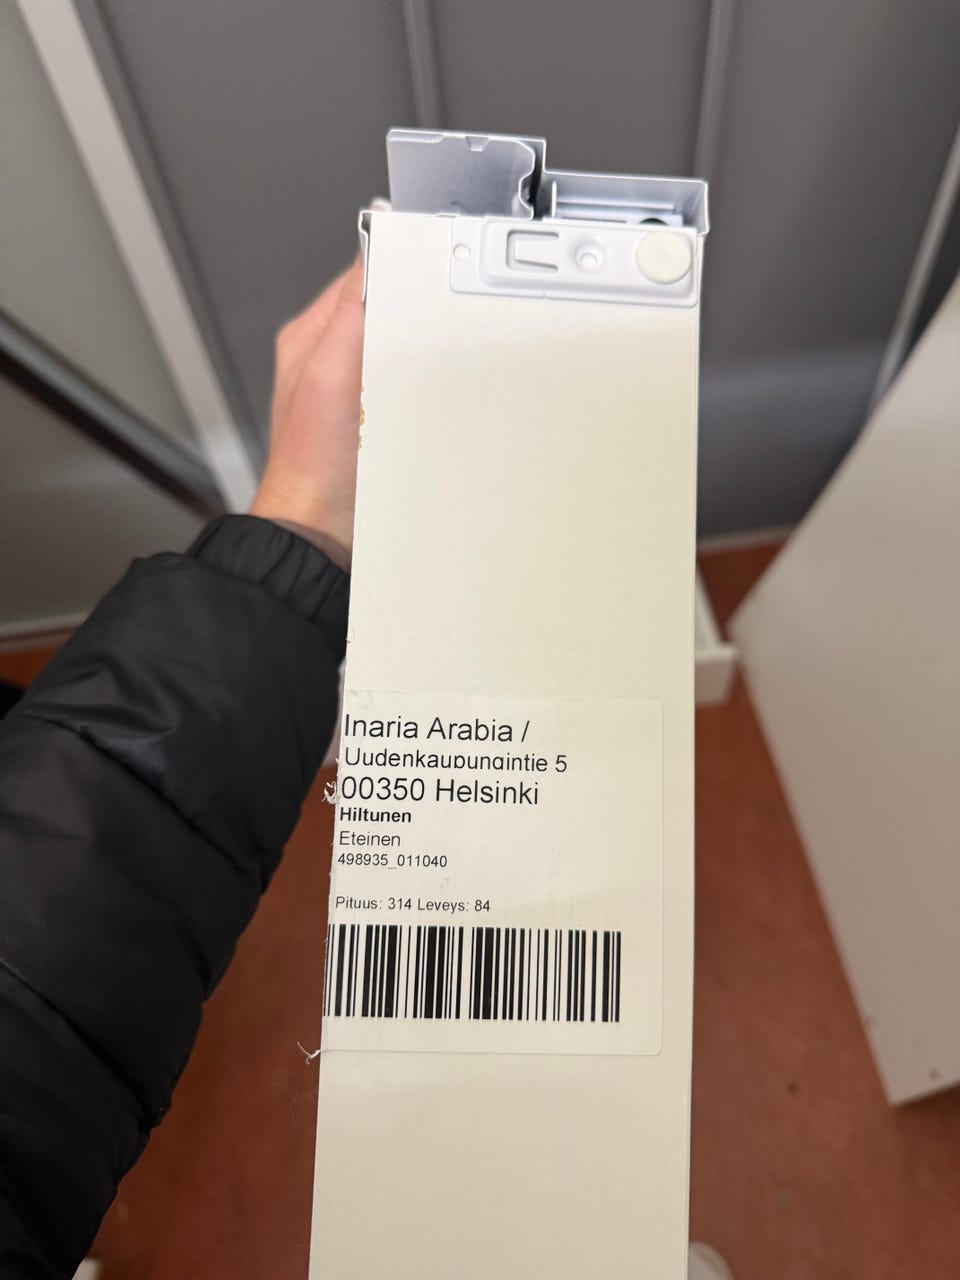 Inaria Arabia /
Uudenkaupungintie 5
00350 Helsinki
Hiltunen
Eteinen
498935_011040
Pituus: 314 Leveys: 84